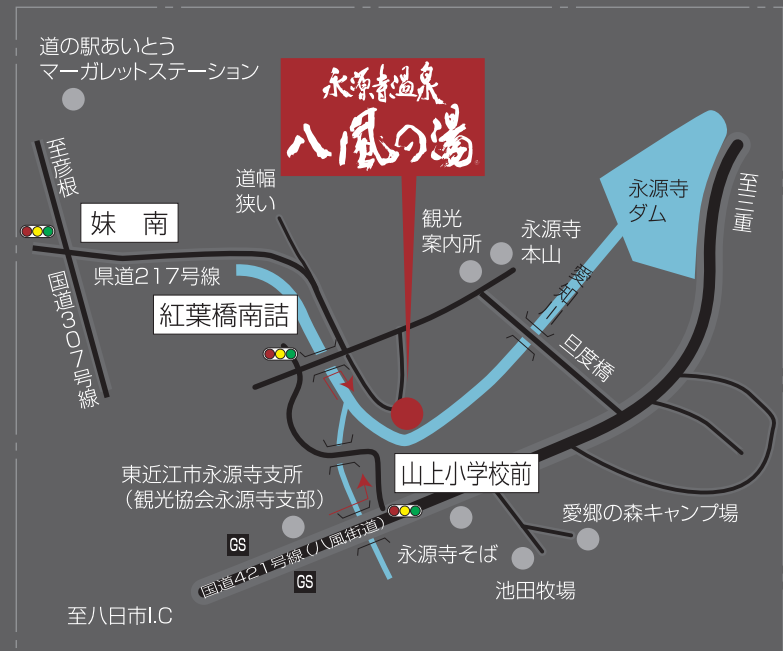 道の駅あいとう
マーガレットステーション
永源寺温泉
八風の湯
至彦根
妹 南
道幅
狭い
観光
案内所
永源寺
本山
永源寺
ダム
至三重
県道217号線
国道307号線
紅葉橋南詰
愛知川
旦度橋
東近江市永源寺支所
(観光協会永源寺支部)
山上小学校前
GS
国道421号線(八風街道)
GS
永源寺そば
愛郷の森キャンプ場
池田牧場
至八日市I.C